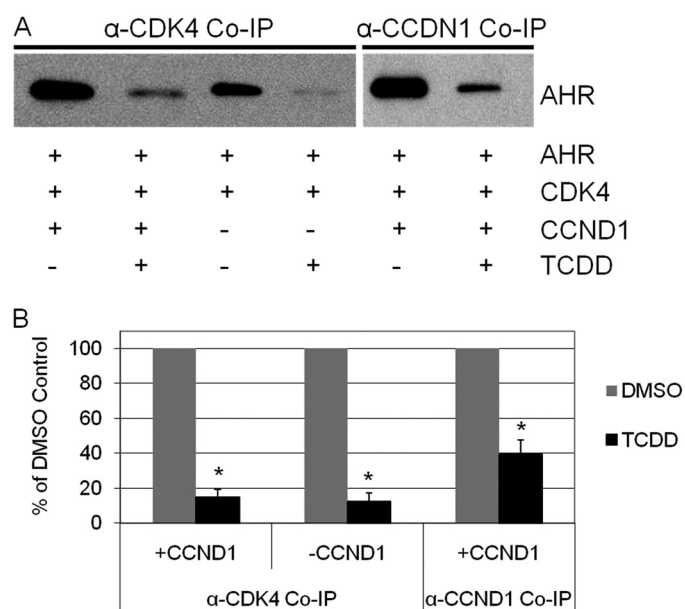 A
α-CDK4 Co-IP
α-CCDN1 Co-IP
AHR
+ + + + + + AHR
+ + + + + + CDK4
+ + - - + + CCND1
- + - + - + TCDD
B
% of DMSO Control
100
80
60
40
20
0
* * *
DMSO
TCDD
+CCND1 -CCND1 +CCND1
α-CDK4 Co-IP α-CCND1 Co-IP